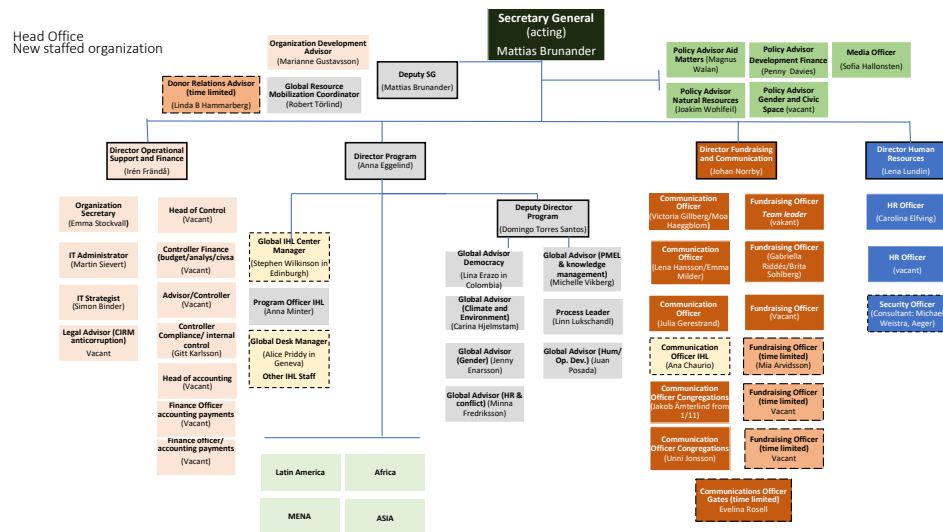 Head Office
New staffed organization
Secretary General
(acting)
Mattias Brunander
Organization Development
Advisor
(Marianne Gustavsson)
Deputy SG
(Mattias Brunander)
Donor Relations Advisor
(time limited)
(Linda B Hammarberg)
Global Resource
Mobilization Coordinator
(Robert Törlind)
Policy Advisor Aid
Matters (Magnus
Walan)
Policy Advisor
Development Finance
(Penny Davies)
Media Officer
(Sofia Hallonsten)
Policy Advisor
Natural Resources
(Joakim Wohlfeil)
Policy Advisor
Gender and Civic
Space (vacant)
Director Operational
Support and Finance
(Irén Frändå)
Director Program
(Anna Eggelind)
Director Fundraising
and Communication
(Johan Norrby)
Director Human
Resources
(Lena Lundin)
Organization
Secretary
(Emma Stockvall)
IT Administrator
(Martin Sievert)
IT Strategist
(Simon Binder)
Legal Advisor (CIRM
anticorruption)
Vacant
Head of Control
(Vacant)
Controller Finance
(budget/analys/civsa
(Vacant)
Advisor/Controller
(Vacant)
Controller
Compliance/ internal
control
(Gitt Karlsson)
Head of accounting
(Vacant)
Finance Officer
accounting payments
(Vacant)
Finance officer/
accounting payments
(Vacant)
Global IHL Center
Manager
(Stephen Wilkinson in
Edinburgh)
Program Officer IHL
(Anna Minter)
Global Desk Manager
(Alice Priddy in
Geneva)
Other IHL Staff
Deputy Director
Program
(Domingo Torres Santos)
Global Advisor
Democracy
(Lina Erazo in
Colombia)
Global Advisor
(Climate and
Environment)
(Carina Hjelmstam)
Global Advisor
(Gender) (Jenny
Enarsson)
Global Advisor (HR &
conflict) (Minna
Fredriksson)
Global Advisor (PMEL
& knowledge
management)
(Michelle Vikberg)
Process Leader
(Linn Lukschandl)
Global Advisor (Hum/
Op. Dev.) (Juan
Posada)
Latin America
Africa
MENA
ASIA
Communication
Officer
(Victoria Gillberg/Moa
Haeggblom)
Communication
Officer
(Lena Hansson/Emma
Milder)
Communication
Officer
(Julia Gerestrand)
Communication
Officer IHL
(Ana Chaurio)
Communication
Officer Congregations
(Jakob Ämterlind from
1/11)
Communication
Officer Congregations
(Unni Jonsson)
Fundraising Officer
Team leader
(vakant)
Fundraising Officer
(Gabriella
Riddéz/Brita
Sohlberg)
Fundraising Officer
(Vacant)
Fundraising Officer
(time limited)
(Mia Arvidsson)
Fundraising Officer
(time limited)
Vacant
Fundraising Officer
(time limited)
Vacant
Communications Officer
Gates (time limited)
Evelina Rosell
HR Officer
(Carolina Elfving)
HR Officer
(vacant)
Security Officer
(Consultant: Michael
Weistra, Aeger)